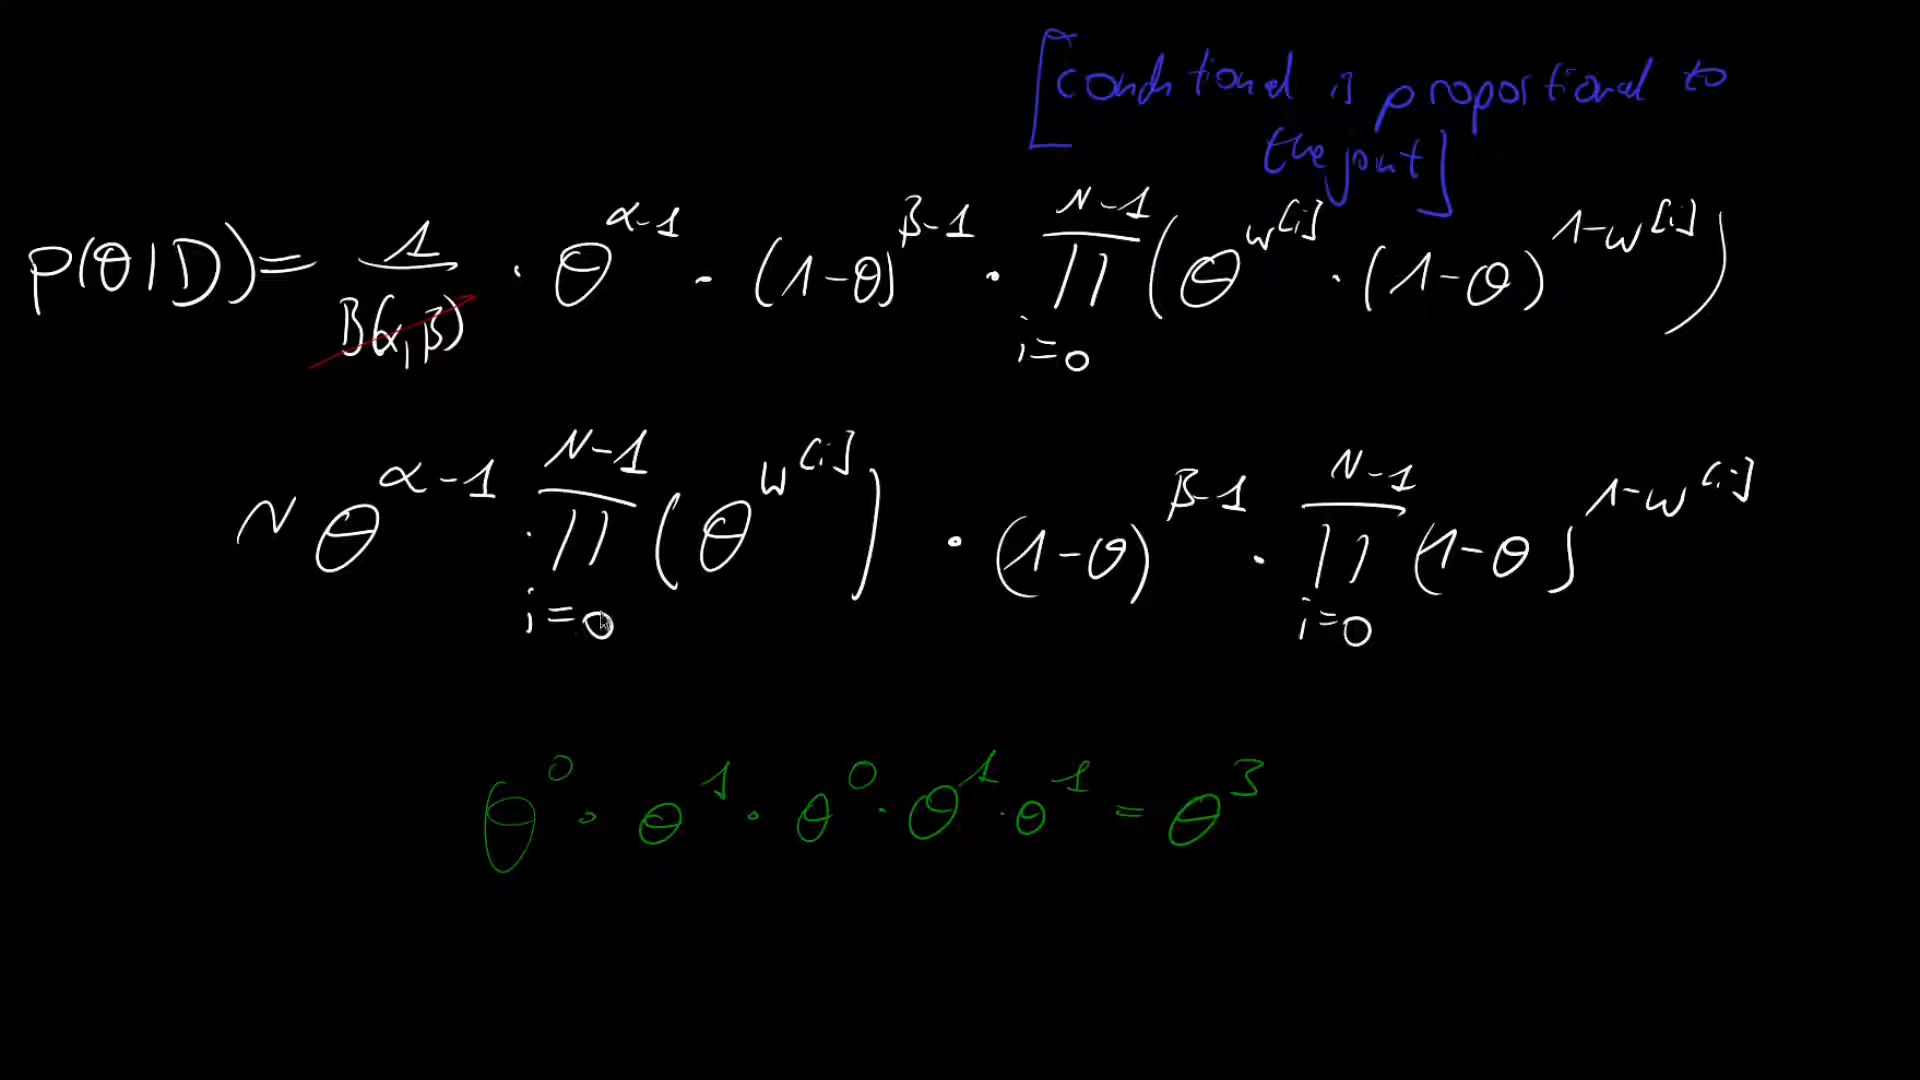 [conditional is proportional to
the joint]
p(θ|D) = 1/B(α,β) · θ^(α-1) · (1-θ)^(β-1) · ∏_{i=0}^{N-1} (θ^(w^[i]) · (1-θ)^(1-w^[i]))
~ θ^(α-1) · ∏_{i=0}^{N-1} (θ^(w^[i])) · (1-θ)^(β-1) · ∏_{i=0}^{N-1} (1-θ)^(1-w^[i])
θ^0 · θ^1 · θ^0 · θ^1 · θ^1 = θ^3